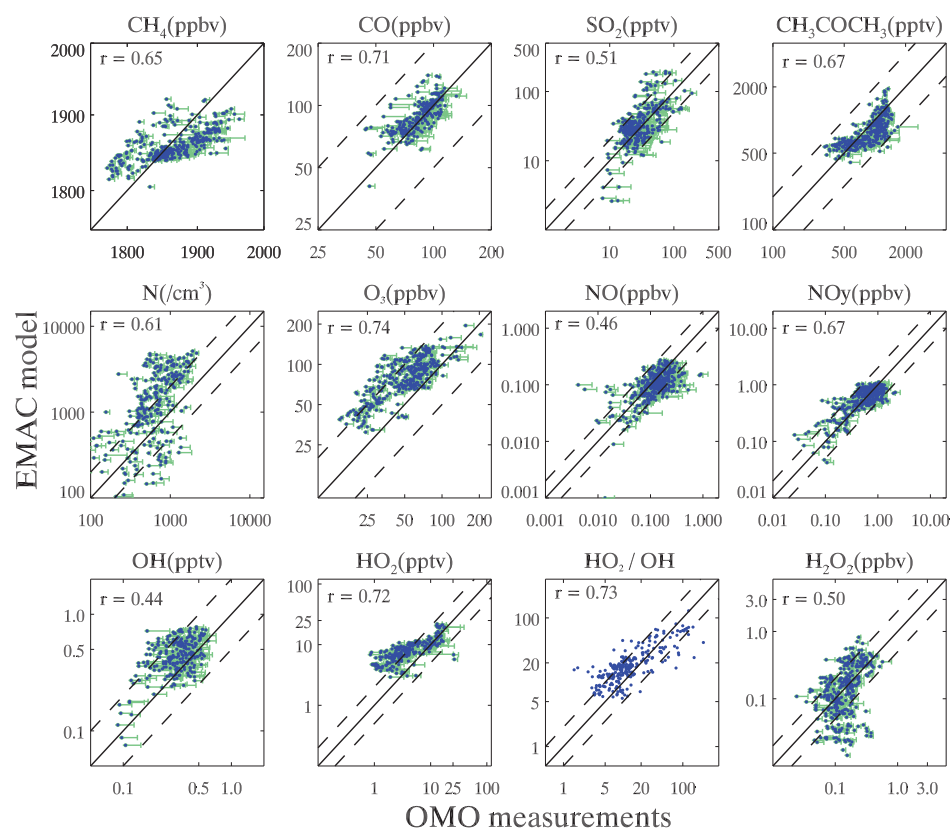 CH₄(ppbv) CO(ppbv) SO₂(pptv) CH₃COCH₃(pptv)
2000 200 500
r = 0.65 r = 0.71 r = 0.51 r = 0.67
1900 100 100 2000
1800 50 10 500
25 100
1800 1900 2000 25 50 100 200 10 100 500 100 500 2000
N(/cm³) O₃(ppbv) NO(ppbv) NOy(ppbv)
10000 200 1.000 10.00
r = 0.61 r = 0.74 r = 0.46 r = 0.67
1000 100 0.100 1.00
50 0.010 0.10
100 25 0.001 0.01
100 1000 10000 25 50 100 200 0.001 0.010 0.100 1.000 0.01 0.10 1.00 10.00
OH(pptv) HO₂(pptv) HO₂ / OH H₂O₂(ppbv)
r = 0.44 r = 0.72 r = 0.73 r = 0.50
1.0 100 100 3.0
0.5 25 20 1.0
0.1 10 5 0.1
1 1
0.1 0.5 1.0 1 10 25 100 1 5 20 100 0.1 1.0 3.0
EMAC model
OMO measurements